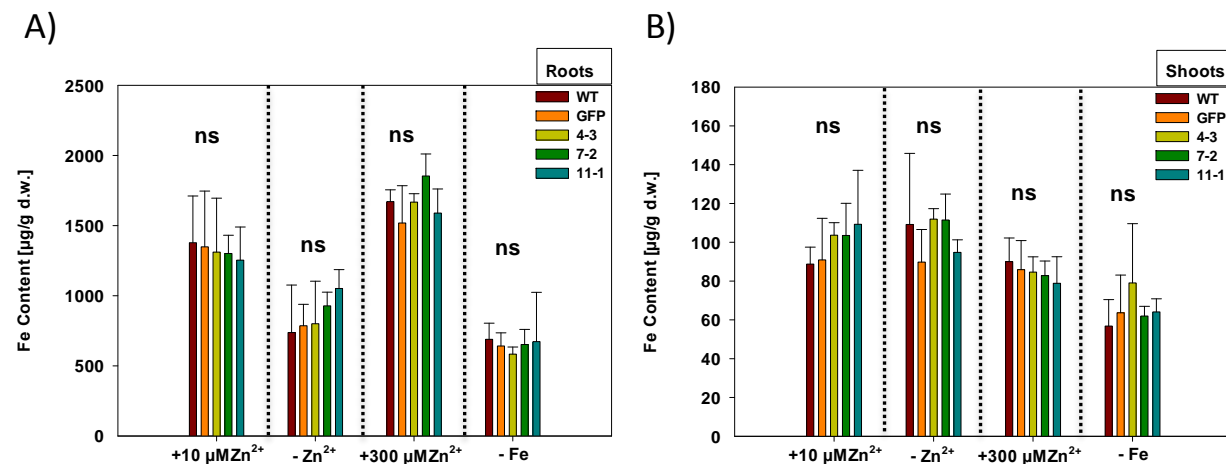 A)
Roots
WT
GFP
4-3
7-2
11-1
Fe Content [µg/g d.w.]
2500
2000
1500
1000
500
0
ns
ns
ns
ns
+10 µMZn²⁺
- Zn²⁺
+300 µMZn²⁺
- Fe
B)
Shoots
WT
GFP
4-3
7-2
11-1
Fe Content [µg/g d.w.]
180
160
140
120
100
80
60
40
20
0
ns
ns
ns
ns
+10 µMZn²⁺
- Zn²⁺
+300 µMZn²⁺
- Fe